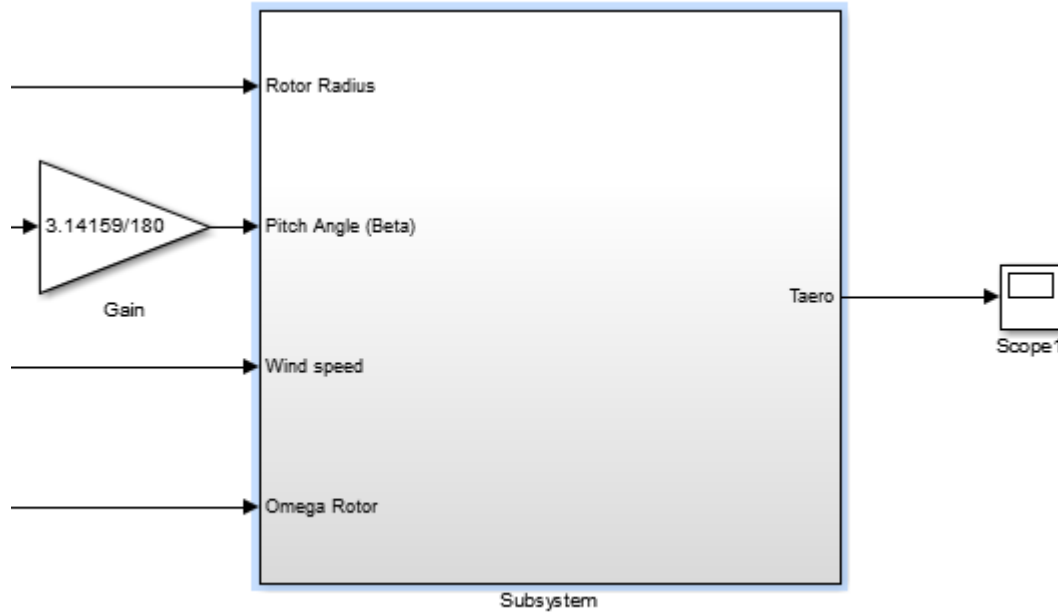 Rotor Radius
3.14159/180
Pitch Angle (Beta)
Gain
Taero
Scope1
Wind speed
Omega Rotor
Subsystem